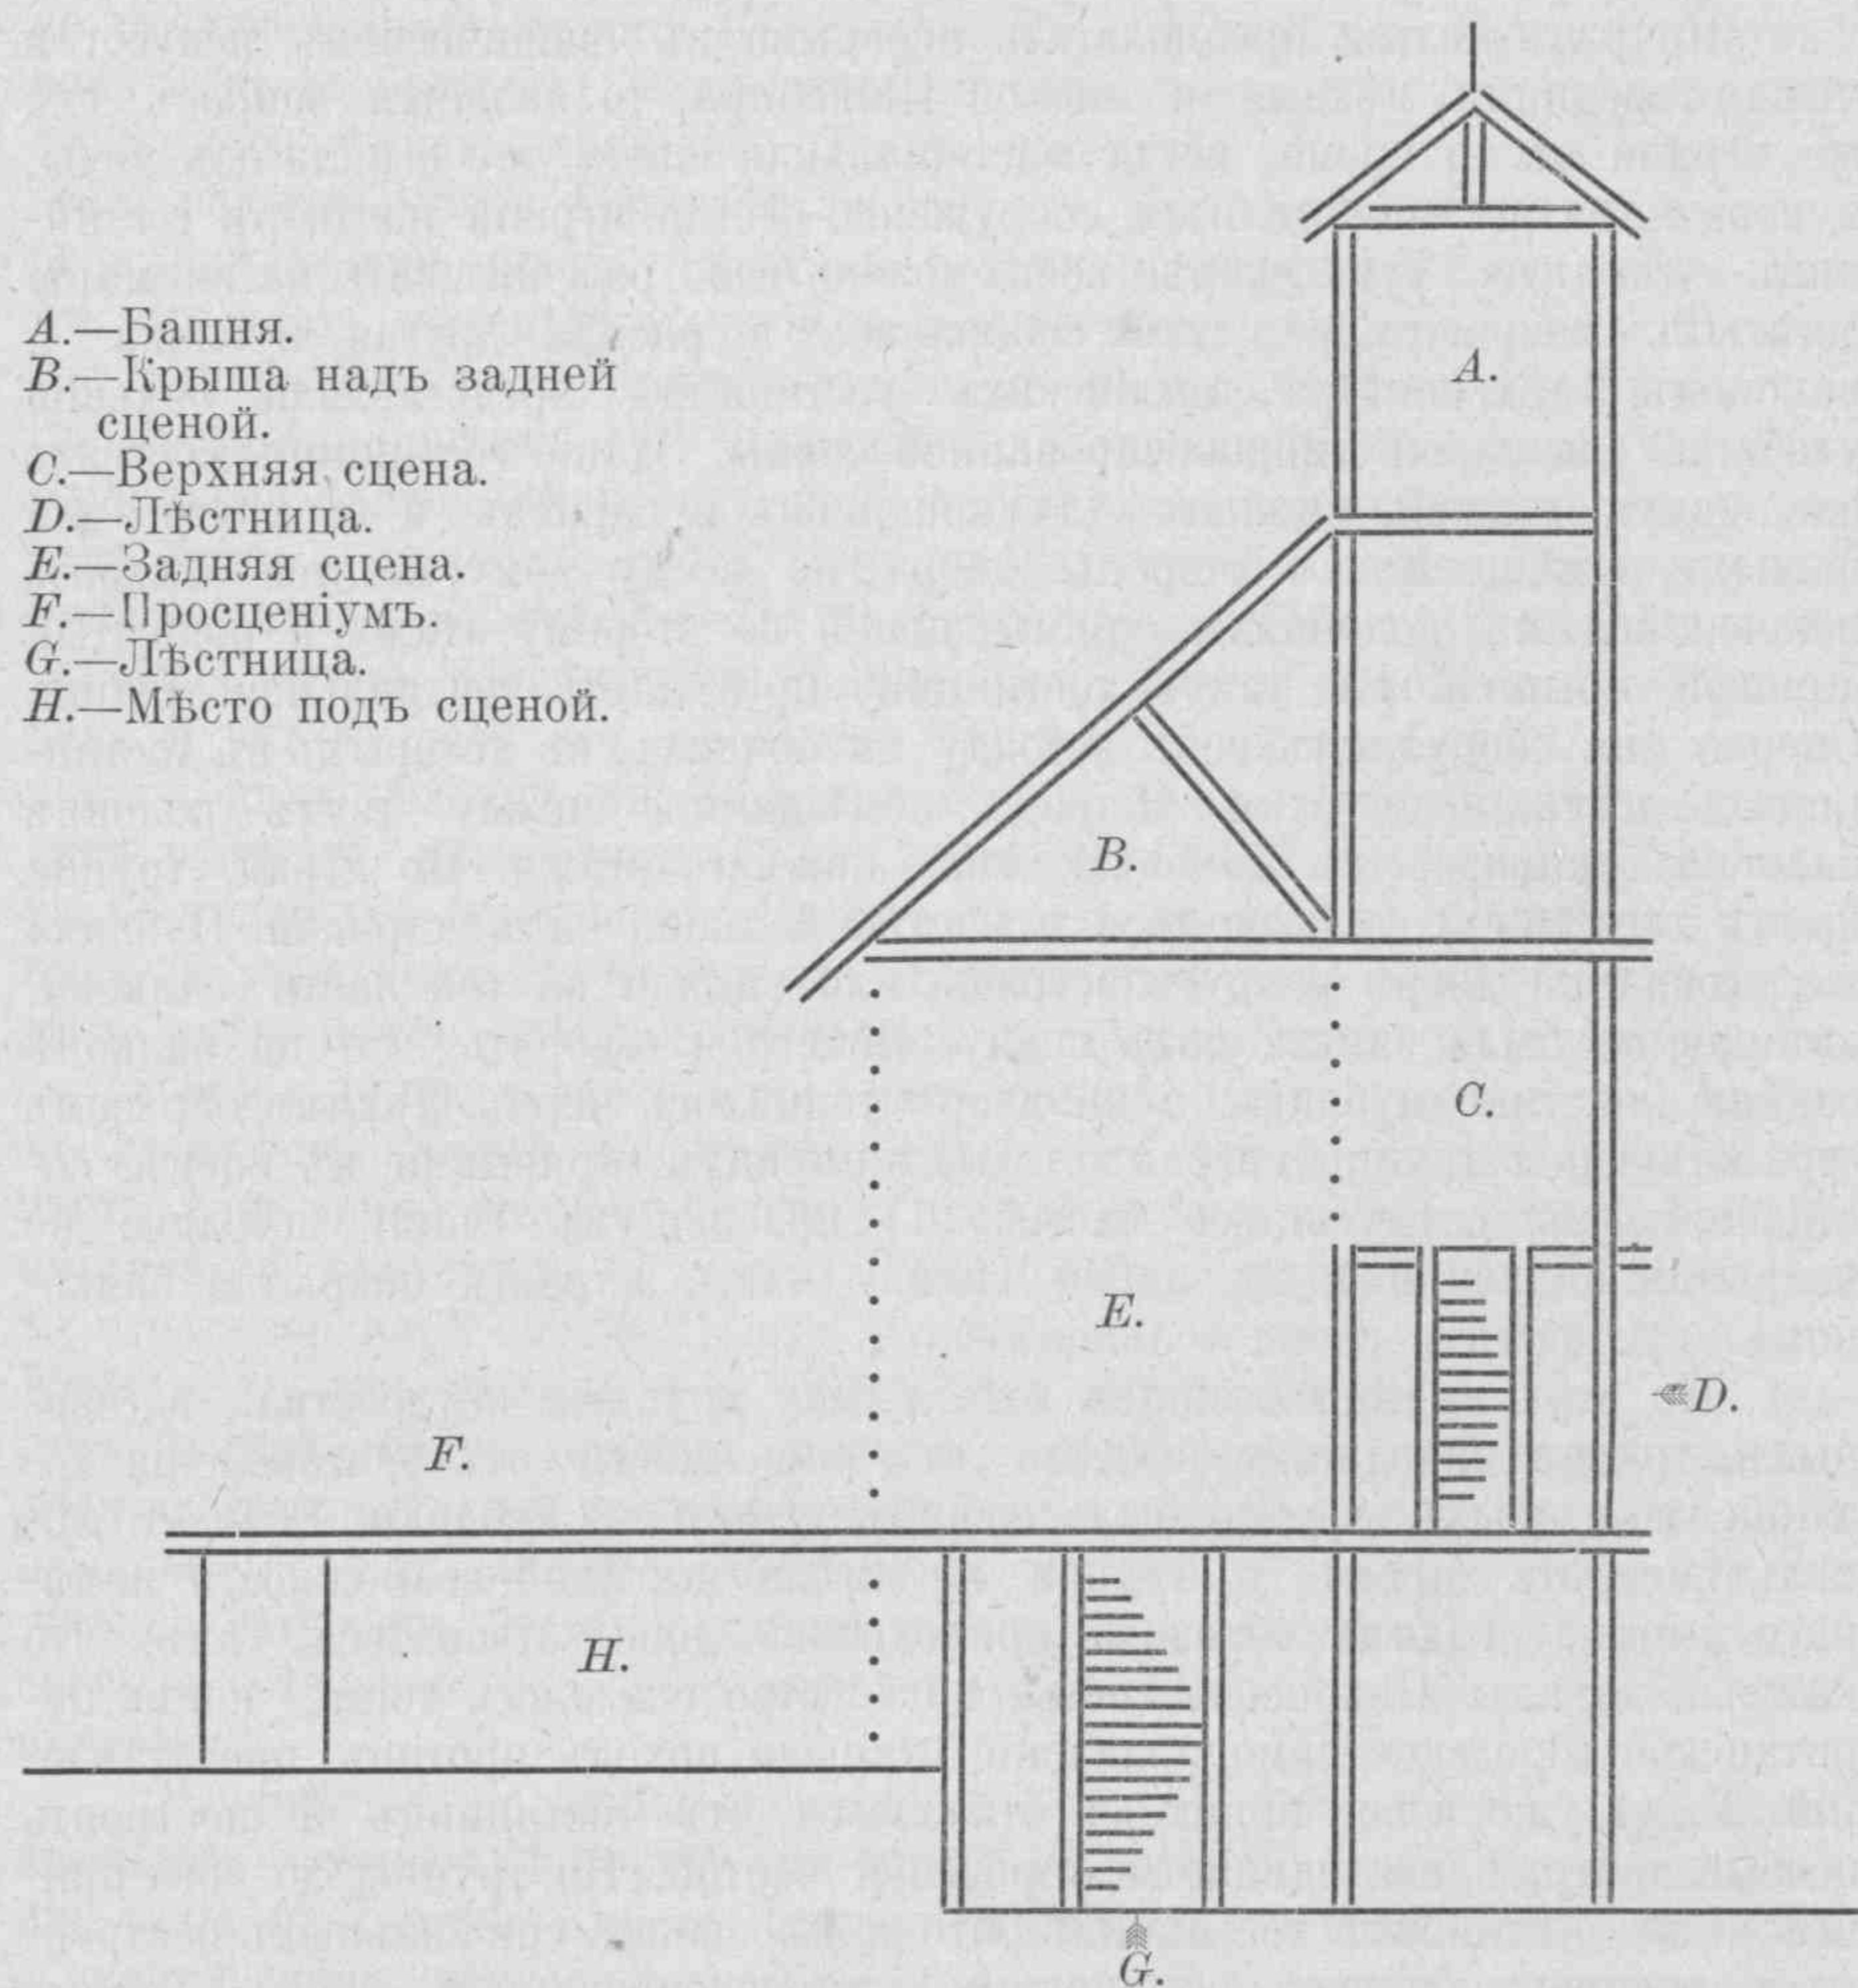 A.—Башня.
B.—Крыша надъ задней
сценой.
C.—Верхняя сцена.
D.—Лѣстница.
E.—Задняя сцена.
F.—Просценіумъ.
G.—Лѣстница.
H.—Мѣсто подъ сценой.
A.
B.
C.
E.
D.
F.
H.
G.